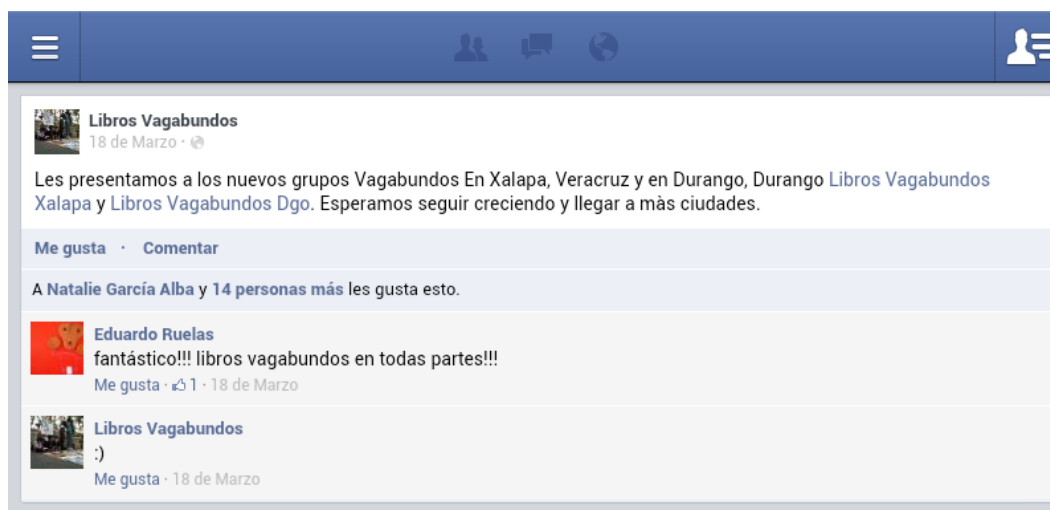 Libros Vagabundos
18 de Marzo ·
Les presentamos a los nuevos grupos Vagabundos En Xalapa, Veracruz y en Durango, Durango Libros Vagabundos
Xalapa y Libros Vagabundos Dgo. Esperamos seguir creciendo y llegar a màs ciudades.
Me gusta · Comentar
A Natalie García Alba y 14 personas más les gusta esto.
Eduardo Ruelas
fantástico!!! libros vagabundos en todas partes!!!
Me gusta · 1 · 18 de Marzo
Libros Vagabundos
:)
Me gusta · 18 de Marzo